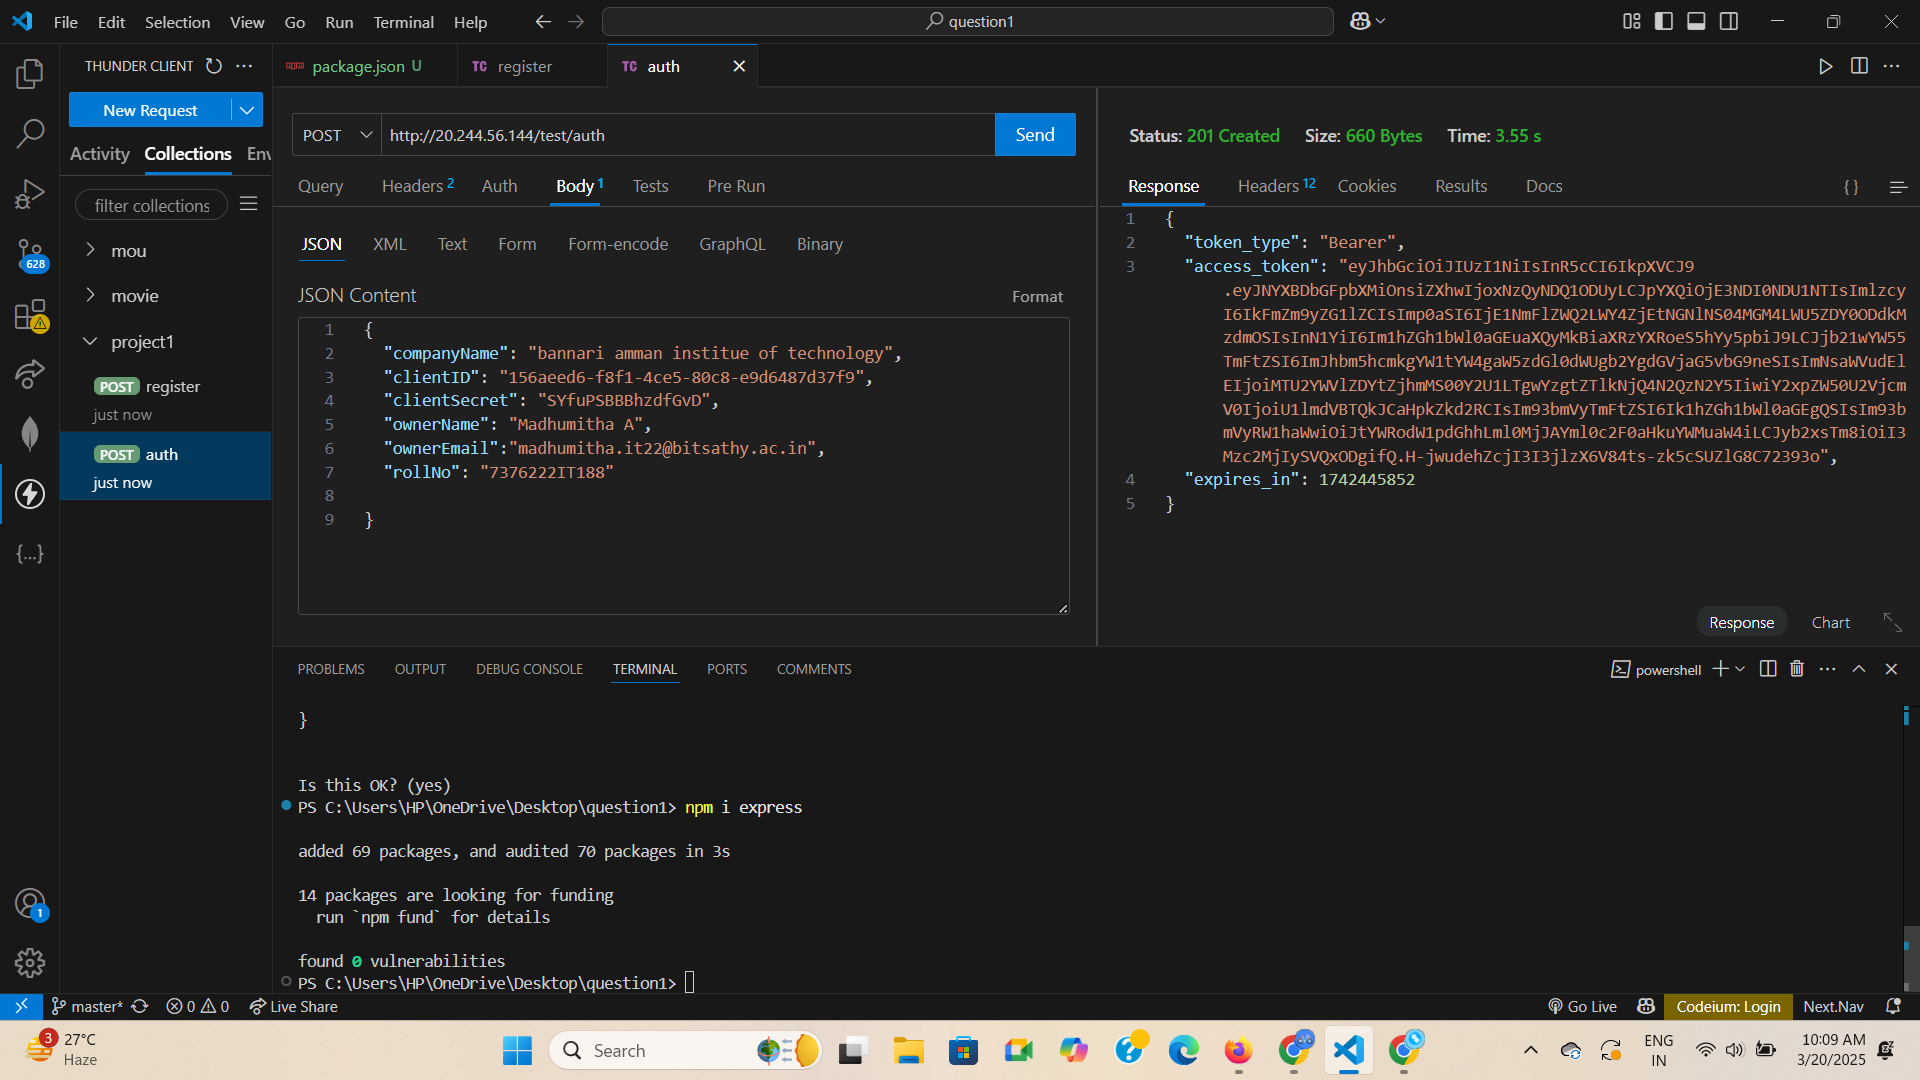 File Edit Selection View Go Run Terminal Help
question1
THUNDER CLIENT
package.json U
TC register
TC auth
New Request
Activity Collections Env
filter collections
mou
movie
project1
POST register
just now
POST auth
just now
628
1
POST http://20.244.56.144/test/auth Send
Query Headers 2 Auth Body 1 Tests Pre Run
JSON XML Text Form Form-encode GraphQL Binary
JSON Content Format
1 {
2 "companyName": "bannari amman institue of technology",
3 "clientID": "156aeed6-f8f1-4ce5-80c8-e9d6487d37f9",
4 "clientSecret": "SYfuPSBBBhzdfGvD",
5 "ownerName": "Madhumitha A",
6 "ownerEmail":"madhumitha.it22@bitsathy.ac.in",
7 "rollNo": "7376222IT188"
8
9 }
Status: 201 Created Size: 660 Bytes Time: 3.55 s
Response Headers 12 Cookies Results Docs { }
1 {
2 "token_type": "Bearer",
3 "access_token": "eyJhbGciOiJIUzI1NiIsInR5cCI6IkpXVCJ9
.eyJNYXBDbGFpbXMiOnsiZXhwIjoxNzQyNDQ1ODUyLCJpYXQiOjE3NDI0NDU1NTIsImlzcy
I6IkFmZm9yZG1lZCIsImp0aSI6IjE1NmFlZWQ2LWY4ZjEtNGNlNS04MGM4LWU5ZDY0ODdkM
zdmOSIsInN1YiI6Im1hZGh1bWl0aGEuaXQyMkBiaXRzYXRoeS5hYy5pbiJ9LCJjb21wYW55
TmFtZSI6ImJhbm5hcmkgYW1tYW4gaW5zdGl0dWUgb2YgdGVjaG5vbG9neSIsImNsaWVudEl
EIjoiMTU2YWVlZDYtZjhmMS00Y2U1LTgwYzgtZTlkNjQ4N2QzN2Y5IiwiY2xpZW50U2Vjcm
V0IjoiU1lmdVBTQkJCaHpkZkd2RCIsIm93bmVyTmFtZSI6Ik1hZGh1bWl0aGEgQSIsIm93b
mVyRW1haWwiOiJtYWRodW1pdGhhLml0MjJAYml0c2F0aHkuYWMuaW4iLCJyb2xsTm8iOiI3
Mzc2MjIySVQxODgifQ.H-jwudehZcjI3I3jlzX6V84ts-zk5cSUZlG8C72393o",
4 "expires_in": 1742445852
5 }
Response Chart
PROBLEMS OUTPUT DEBUG CONSOLE TERMINAL PORTS COMMENTS
powershell
}
Is this OK? (yes)
PS C:\Users\HP\OneDrive\Desktop\question1> npm i express
added 69 packages, and audited 70 packages in 3s
14 packages are looking for funding
run `npm fund` for details
found 0 vulnerabilities
PS C:\Users\HP\OneDrive\Desktop\question1>
master* 0 0 Live Share
Go Live Codeium: Login Next.Nav
3 27°C
Haze
Search
ENG
IN
10:09 AM
3/20/2025